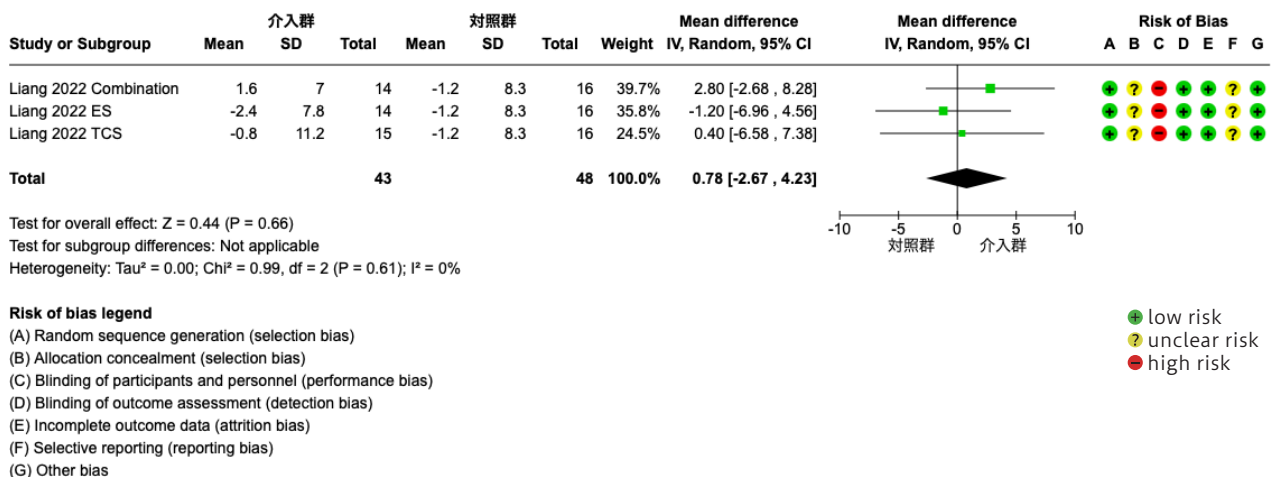 介入群 対照群 Mean difference Mean difference Risk of Bias
Study or Subgroup Mean SD Total Mean SD Total Weight IV, Random, 95% CI IV, Random, 95% CI A B C D E F G
Liang 2022 Combination 1.6 7 14 -1.2 8.3 16 39.7% 2.80 [-2.68 , 8.28] + ? - + + ? +
Liang 2022 ES -2.4 7.8 14 -1.2 8.3 16 35.8% -1.20 [-6.96 , 4.56] + ? - + + ? +
Liang 2022 TCS -0.8 11.2 15 -1.2 8.3 16 24.5% 0.40 [-6.58 , 7.38] + ? - + + ? +
Total 43 48 100.0% 0.78 [-2.67 , 4.23]
Test for overall effect: Z = 0.44 (P = 0.66)
-10 -5 0 5 10
Test for subgroup differences: Not applicable
対照群 介入群
Heterogeneity: Tau² = 0.00; Chi² = 0.99, df = 2 (P = 0.61); I² = 0%
Risk of bias legend
(A) Random sequence generation (selection bias)
(B) Allocation concealment (selection bias)
(C) Blinding of participants and personnel (performance bias)
(D) Blinding of outcome assessment (detection bias)
(E) Incomplete outcome data (attrition bias)
(F) Selective reporting (reporting bias)
(G) Other bias
+ low risk
? unclear risk
- high risk